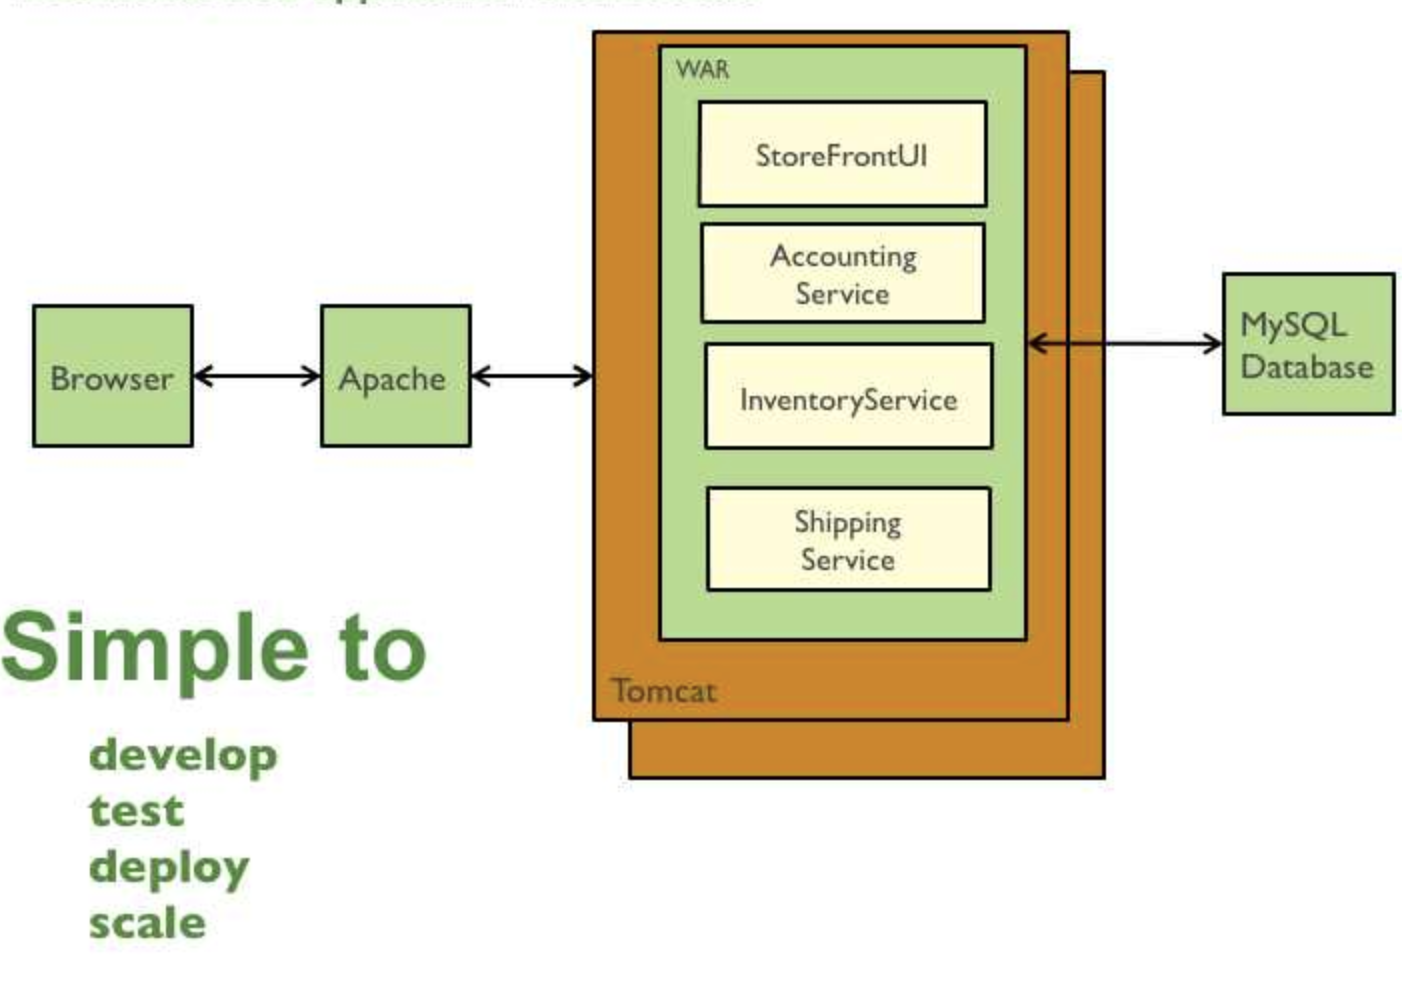 WAR
StoreFrontUI
Accounting
Service
InventoryService
Shipping
Service
Tomcat
Browser
Apache
MySQL
Database
Simple to
develop
test
deploy
scale